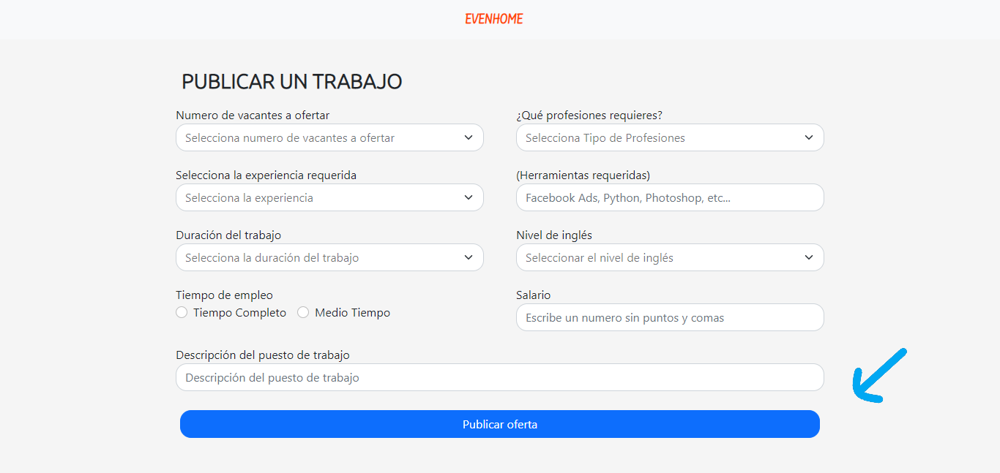 EVENHOME
PUBLICAR UN TRABAJO
Numero de vacantes a ofertar
Selecciona numero de vacantes a ofertar
¿Qué profesiones requieres?
Selecciona Tipo de Profesiones
Selecciona la experiencia requerida
Selecciona la experiencia
(Herramientas requeridas)
Facebook Ads, Python, Photoshop, etc...
Duración del trabajo
Selecciona la duración del trabajo
Nivel de inglés
Seleccionar el nivel de inglés
Tiempo de empleo
Tiempo Completo Medio Tiempo
Salario
Escribe un numero sin puntos y comas
Descripción del puesto de trabajo
Descripción del puesto de trabajo
Publicar oferta